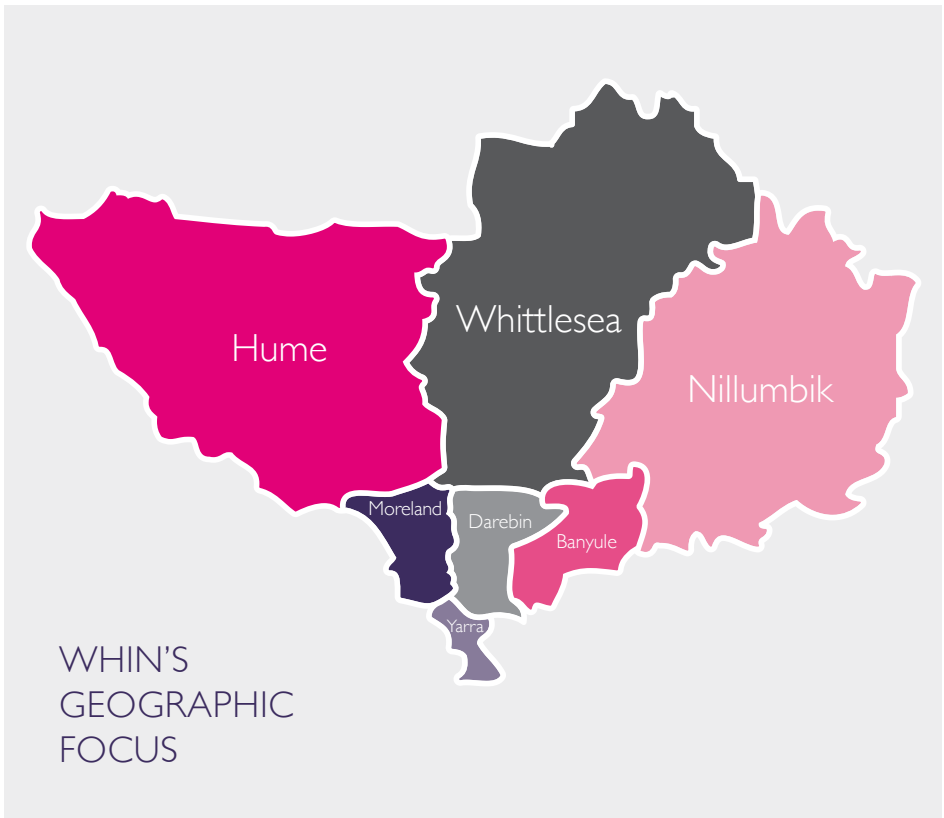 Whittlesea
Hume
Nillumbik
Moreland
Darebin
Banyule
Yarra
WHIN'S
GEOGRAPHIC
FOCUS